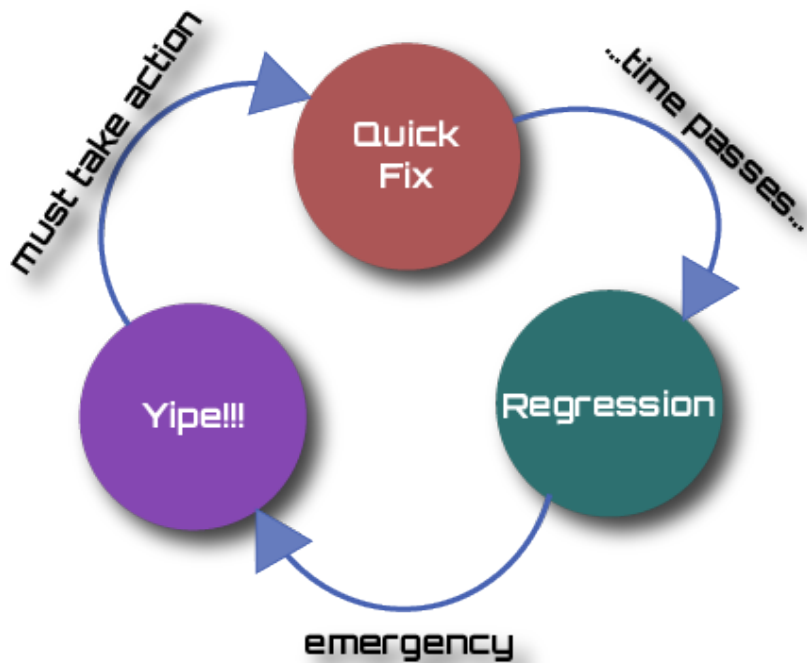 must take action
Quick
Fix
...time passes...
Yipe!!!
Regression
emergency